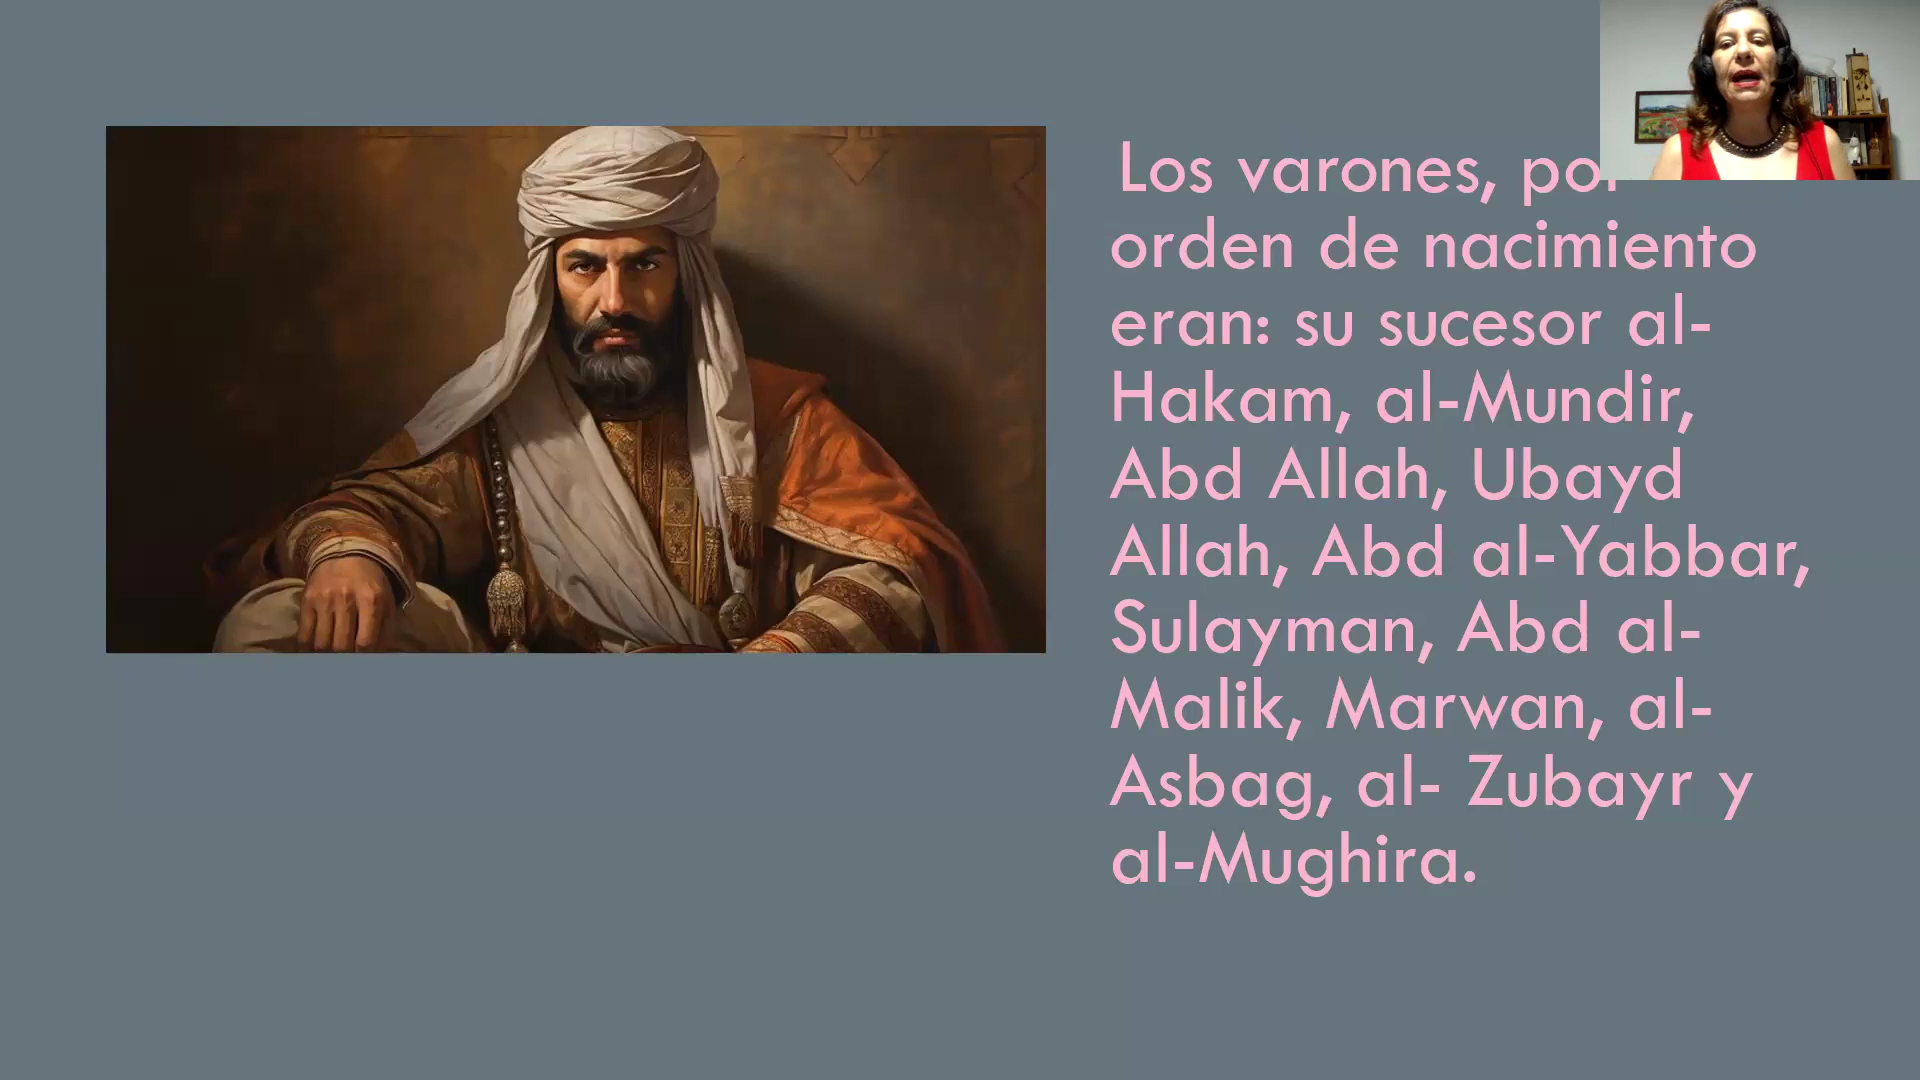 Los varones, por
orden de nacimiento
eran: su sucesor al-
Hakam, al-Mundir,
Abd Allah, Ubayd
Allah, Abd al-Yabbar,
Sulayman, Abd al-
Malik, Marwan, al-
Asbag, al- Zubayr y
al-Mughira.